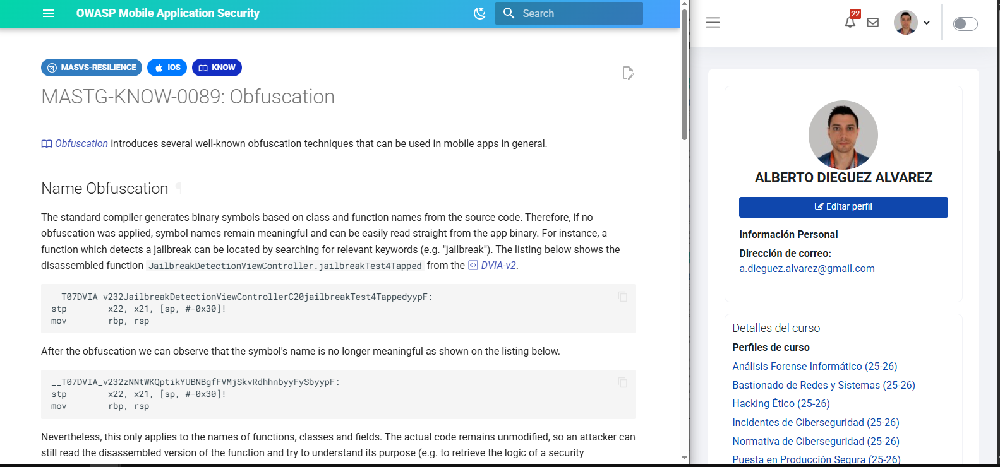 OWASP Mobile Application Security
Search
MASVS-RESILIENCE
IOS
KNOW
MASTG-KNOW-0089: Obfuscation
Obfuscation introduces several well-known obfuscation techniques that can be used in mobile apps in general.
Name Obfuscation ¶
The standard compiler generates binary symbols based on class and function names from the source code. Therefore, if no
obfuscation was applied, symbol names remain meaningful and can be easily read straight from the app binary. For instance, a
function which detects a jailbreak can be located by searching for relevant keywords (e.g. "jailbreak"). The listing below shows the
disassembled function JailbreakDetectionViewController.jailbreakTest4Tapped from the DVIA-v2.
__T07DVIA_v232JailbreakDetectionViewControllerC20jailbreakTest4TappedyypF:
stp x22, x21, [sp, #-0x30]!
mov rbp, rsp
After the obfuscation we can observe that the symbol's name is no longer meaningful as shown on the listing below.
__T07DVIA_v232zNNtWKQptikYUBNBgfFVMjSkvRdhhnbyyFySbyypF:
stp x22, x21, [sp, #-0x30]!
mov rbp, rsp
Nevertheless, this only applies to the names of functions, classes and fields. The actual code remains unmodified, so an attacker can
still read the disassembled version of the function and try to understand its purpose (e.g. to retrieve the logic of a security
22
ALBERTO DIEGUEZ ALVAREZ
Editar perfil
Información Personal
Dirección de correo:
a.dieguez.alvarez@gmail.com
Detalles del curso
Perfiles de curso
Análisis Forense Informático (25-26)
Bastionado de Redes y Sistemas (25-26)
Hacking Ético (25-26)
Incidentes de Ciberseguridad (25-26)
Normativa de Ciberseguridad (25-26)
Puesta en Producción Segura (25-26)